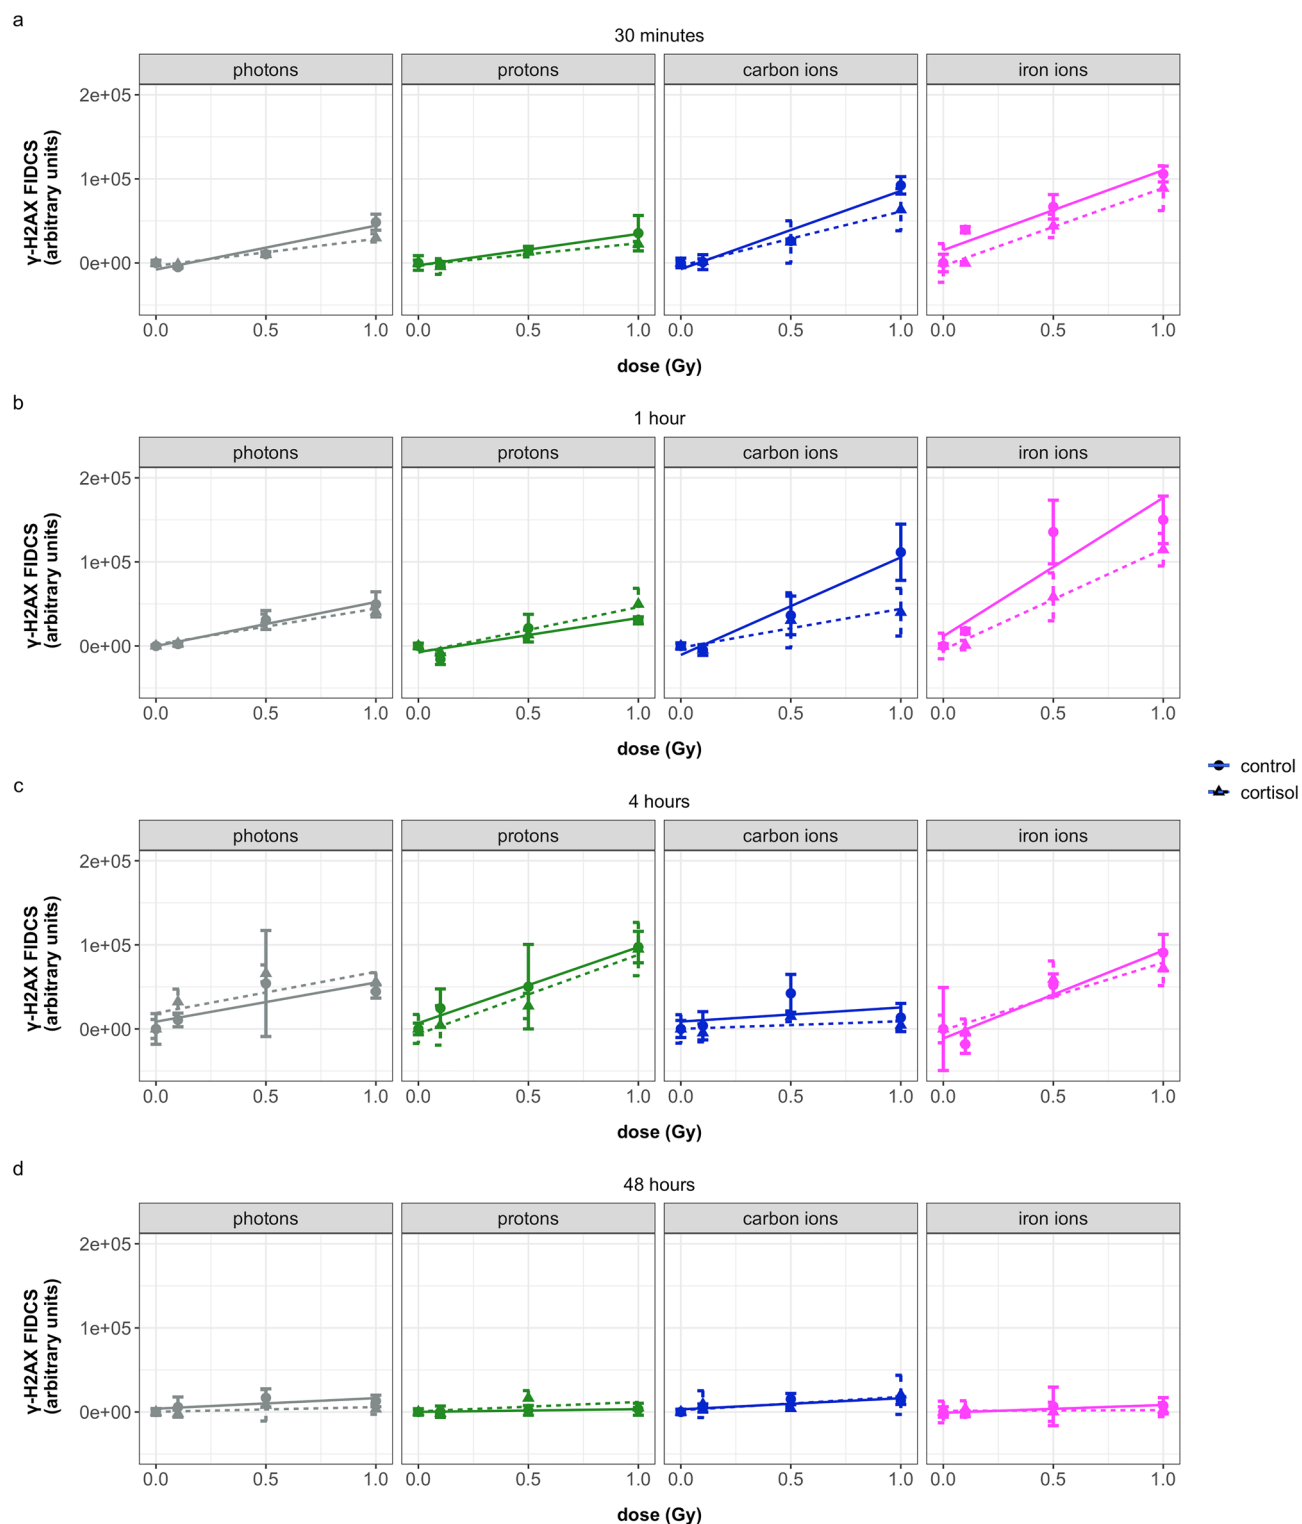 a
30 minutes
photons protons carbon ions iron ions
2e+05
1e+05
0e+00
γ-H2AX FIDCS
(arbitrary units)
0.0 0.5 1.0 0.0 0.5 1.0 0.0 0.5 1.0 0.0 0.5 1.0
dose (Gy)
b
1 hour
photons protons carbon ions iron ions
2e+05
1e+05
0e+00
γ-H2AX FIDCS
(arbitrary units)
0.0 0.5 1.0 0.0 0.5 1.0 0.0 0.5 1.0 0.0 0.5 1.0
dose (Gy)
control
cortisol
c
4 hours
photons protons carbon ions iron ions
2e+05
1e+05
0e+00
γ-H2AX FIDCS
(arbitrary units)
0.0 0.5 1.0 0.0 0.5 1.0 0.0 0.5 1.0 0.0 0.5 1.0
dose (Gy)
d
48 hours
photons protons carbon ions iron ions
2e+05
1e+05
0e+00
γ-H2AX FIDCS
(arbitrary units)
0.0 0.5 1.0 0.0 0.5 1.0 0.0 0.5 1.0 0.0 0.5 1.0
dose (Gy)